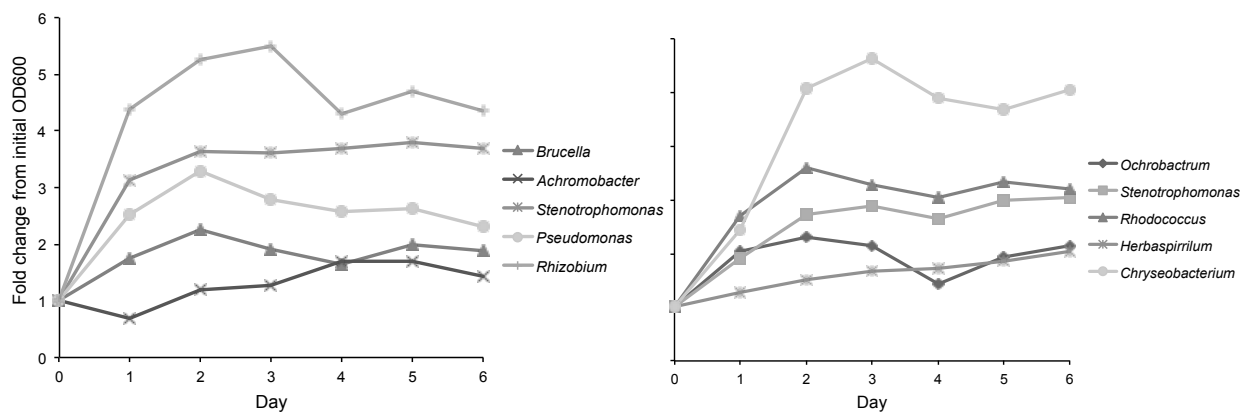 Fold change from initial OD600
6
5
4
3
2
1
0
0 1 2 3 4 5 6
Day
Brucella
Achromobacter
Stenotrophomonas
Pseudomonas
Rhizobium
0 1 2 3 4 5 6
Day
Ochrobactrum
Stenotrophomonas
Rhodococcus
Herbaspirrilum
Chryseobacterium